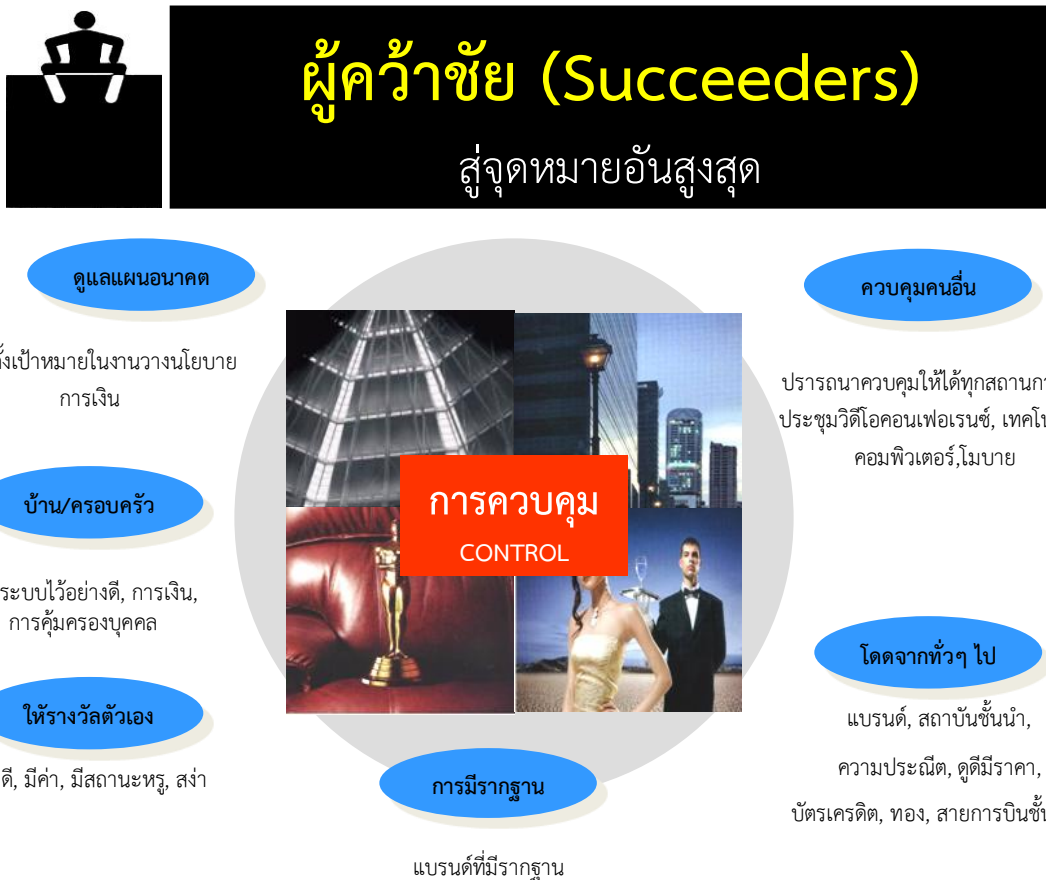 ผู้คว้าชัย (Succeeders)
สู่จุดหมายอันสูงสุด
ดูแลแผนอนาคต
ตั้งเป้าหมายในงานวางนโยบาย
การเงิน
บ้าน/ครอบครัว
ระบบไว้อย่างดี, การเงิน,
การคุ้มครองบุคคล
ให้รางวัลตัวเอง
ดี, มีค่า, มีสถานะหรู, สง่า
การควบคุม
CONTROL
การมีรากฐาน
แบรนด์ที่มีรากฐาน
ควบคุมคนอื่น
ปรารถนาควบคุมให้ได้ทุก
ประชุมวิดีโอคอนเฟอเรนซ์,
คอมพิวเตอร์,โมบาย
โดดจากทั่วๆ ไป
แบรนด์, สถาบันชั้นนำ,
ความประณีต, ดูดีมีราคา,
บัตรเครดิต, ทอง, สายการบิน